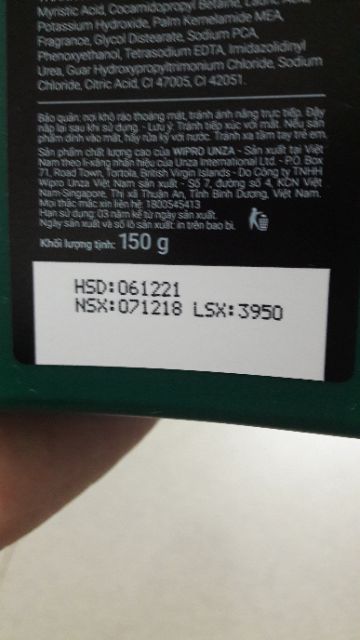 Myristic Acid, Cocamidopropyl Betaine, Lauric Acid,
Potassium Hydroxide, Palm Kernelamide MEA,
Fragrance, Glycol Distearate, Sodium PCA,
Phenoxyethanol, Tetrasodium EDTA, Imidazolidinyl
Urea, Guar Hydroxypropyltrimonium Chloride, Sodium
Chloride, Citric Acid, CI 47005, CI 42051.
Bảo quản: nơi khô ráo thoáng mát, tránh ánh nắng trực tiếp. Đậy
nắp lại sau khi sử dụng - Lưu ý: Tránh tiếp xúc với mắt. Nếu sản
phẩm dính vào mắt, hãy rửa kỹ với nước. Tránh xa tầm tay trẻ em.
Sản phẩm chất lượng cao của WIPRO UNZA - Sản xuất tại Việt
Nam theo li-xăng nhãn hiệu của Unza International Ltd. - P.O. Box
71, Road Town, Tortola, British Virgin Islands - Do Công ty TNHH
Wipro Unza Việt Nam sản xuất - Số 7, đường số 4, KCN Việt
Nam-Singapore, Thị xã Thuận An, Tỉnh Bình Dương, Việt Nam.
Mọi thắc mắc xin liên hệ: 1800545413
Hạn sử dụng: 03 năm kể từ ngày sản xuất.
Ngày sản xuất và số lô sản xuất: in trên bao bì.
Khối lượng tịnh: 150 g
HSD:061221
NSX:071218 LSX:3950